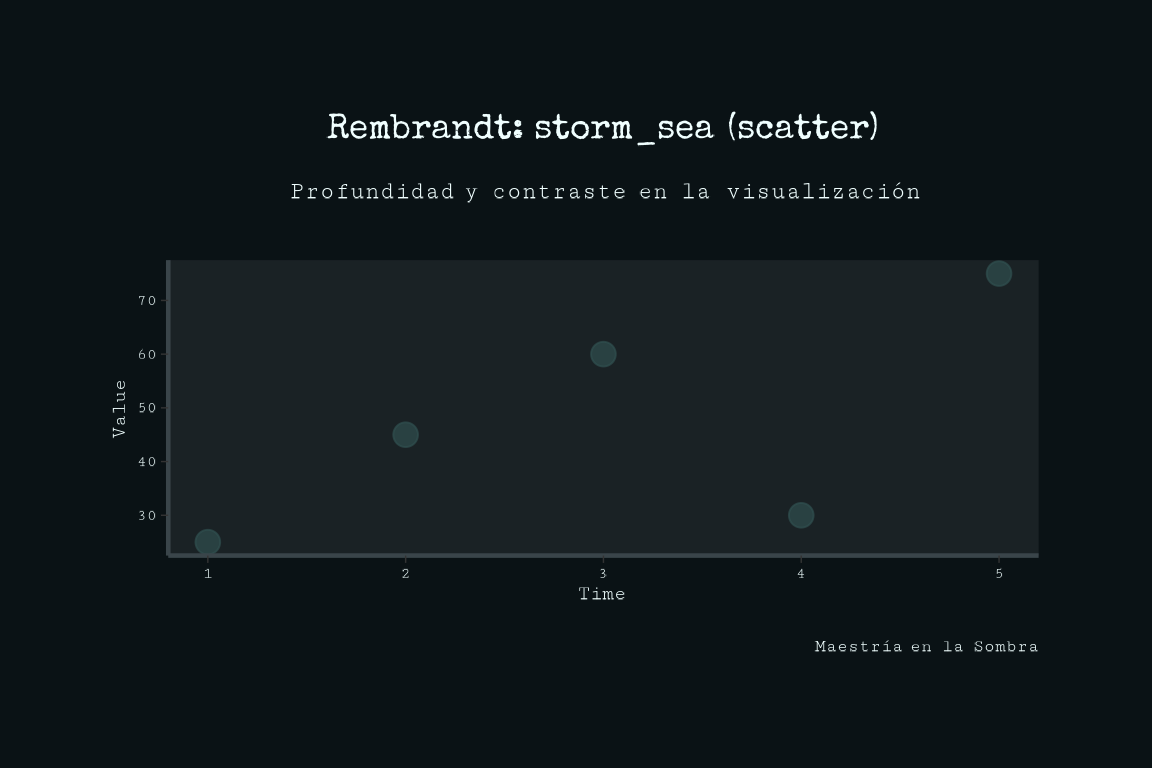 Rembrandt: storm_sea (scatter)
Profundidad y contraste en la visualización
70
60
50
40
30
Value
1 2 3 4 5
Time
Maestría en la Sombra